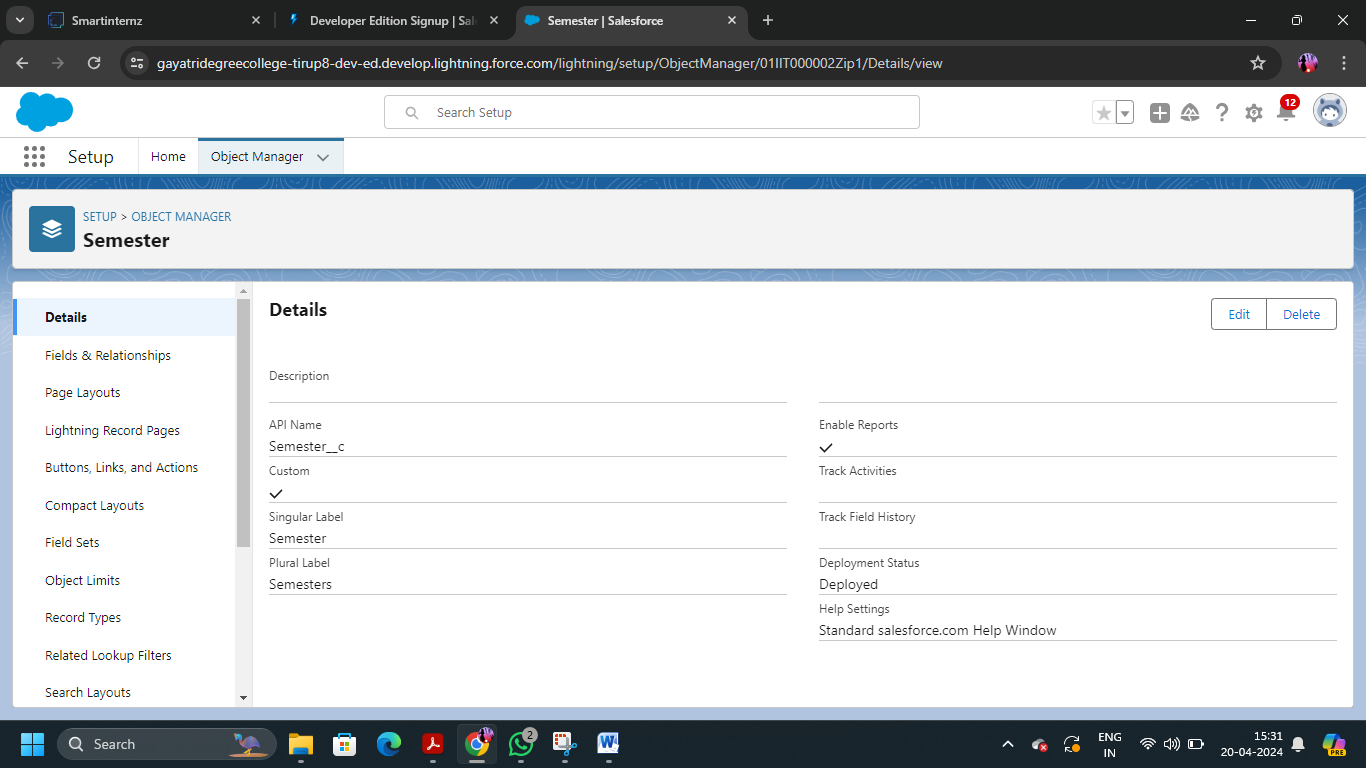 Smartinternz
Developer Edition Signup | Sal
Semester | Salesforce
gayatridegreecollege-tirup8-dev-ed.develop.lightning.force.com/lightning/setup/ObjectManager/01IIT000002Zip1/Details/view
Search Setup
12
Setup
Home
Object Manager
SETUP > OBJECT MANAGER
Semester
Details
Fields & Relationships
Page Layouts
Lightning Record Pages
Buttons, Links, and Actions
Compact Layouts
Field Sets
Object Limits
Record Types
Related Lookup Filters
Search Layouts
Details
Edit
Delete
Description
API Name
Semester__c
Custom
Singular Label
Semester
Plural Label
Semesters
Enable Reports
Track Activities
Track Field History
Deployment Status
Deployed
Help Settings
Standard salesforce.com Help Window
Search
2
ENG
IN
15:31
20-04-2024
PRE